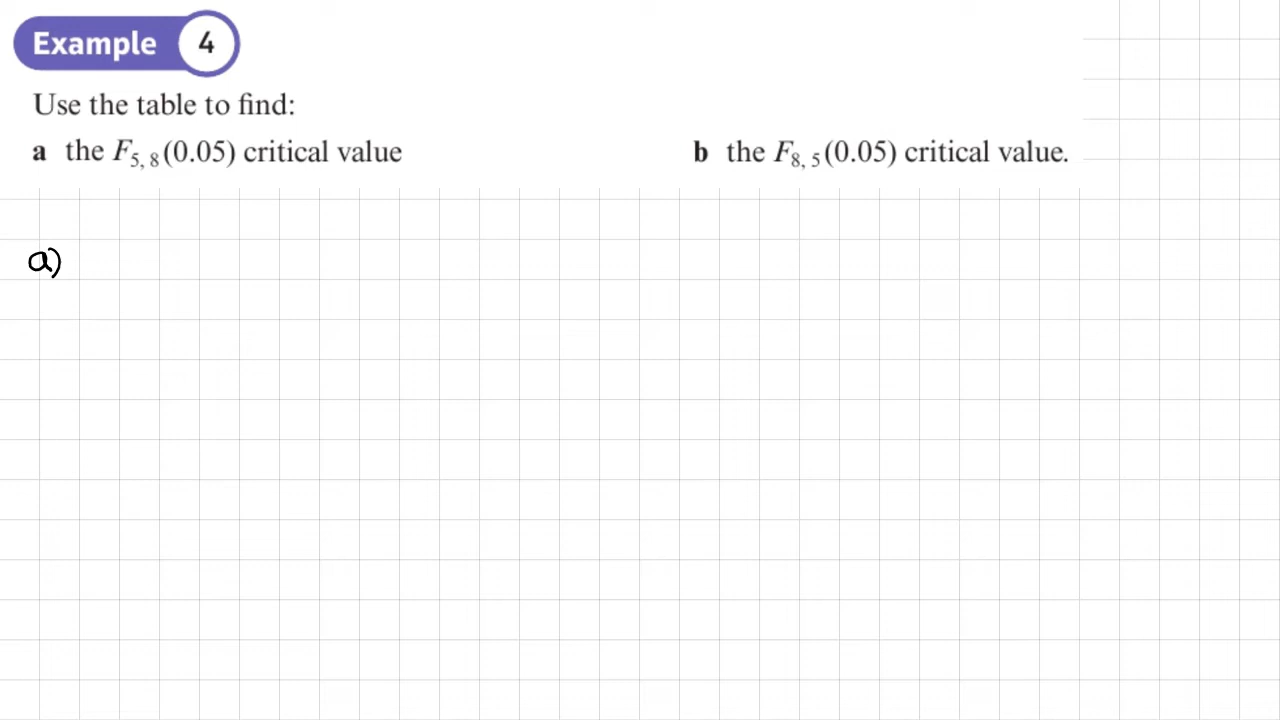 Example 4
Use the table to find:
a the F5, 8(0.05) critical value b the F8, 5(0.05) critical value.
a)